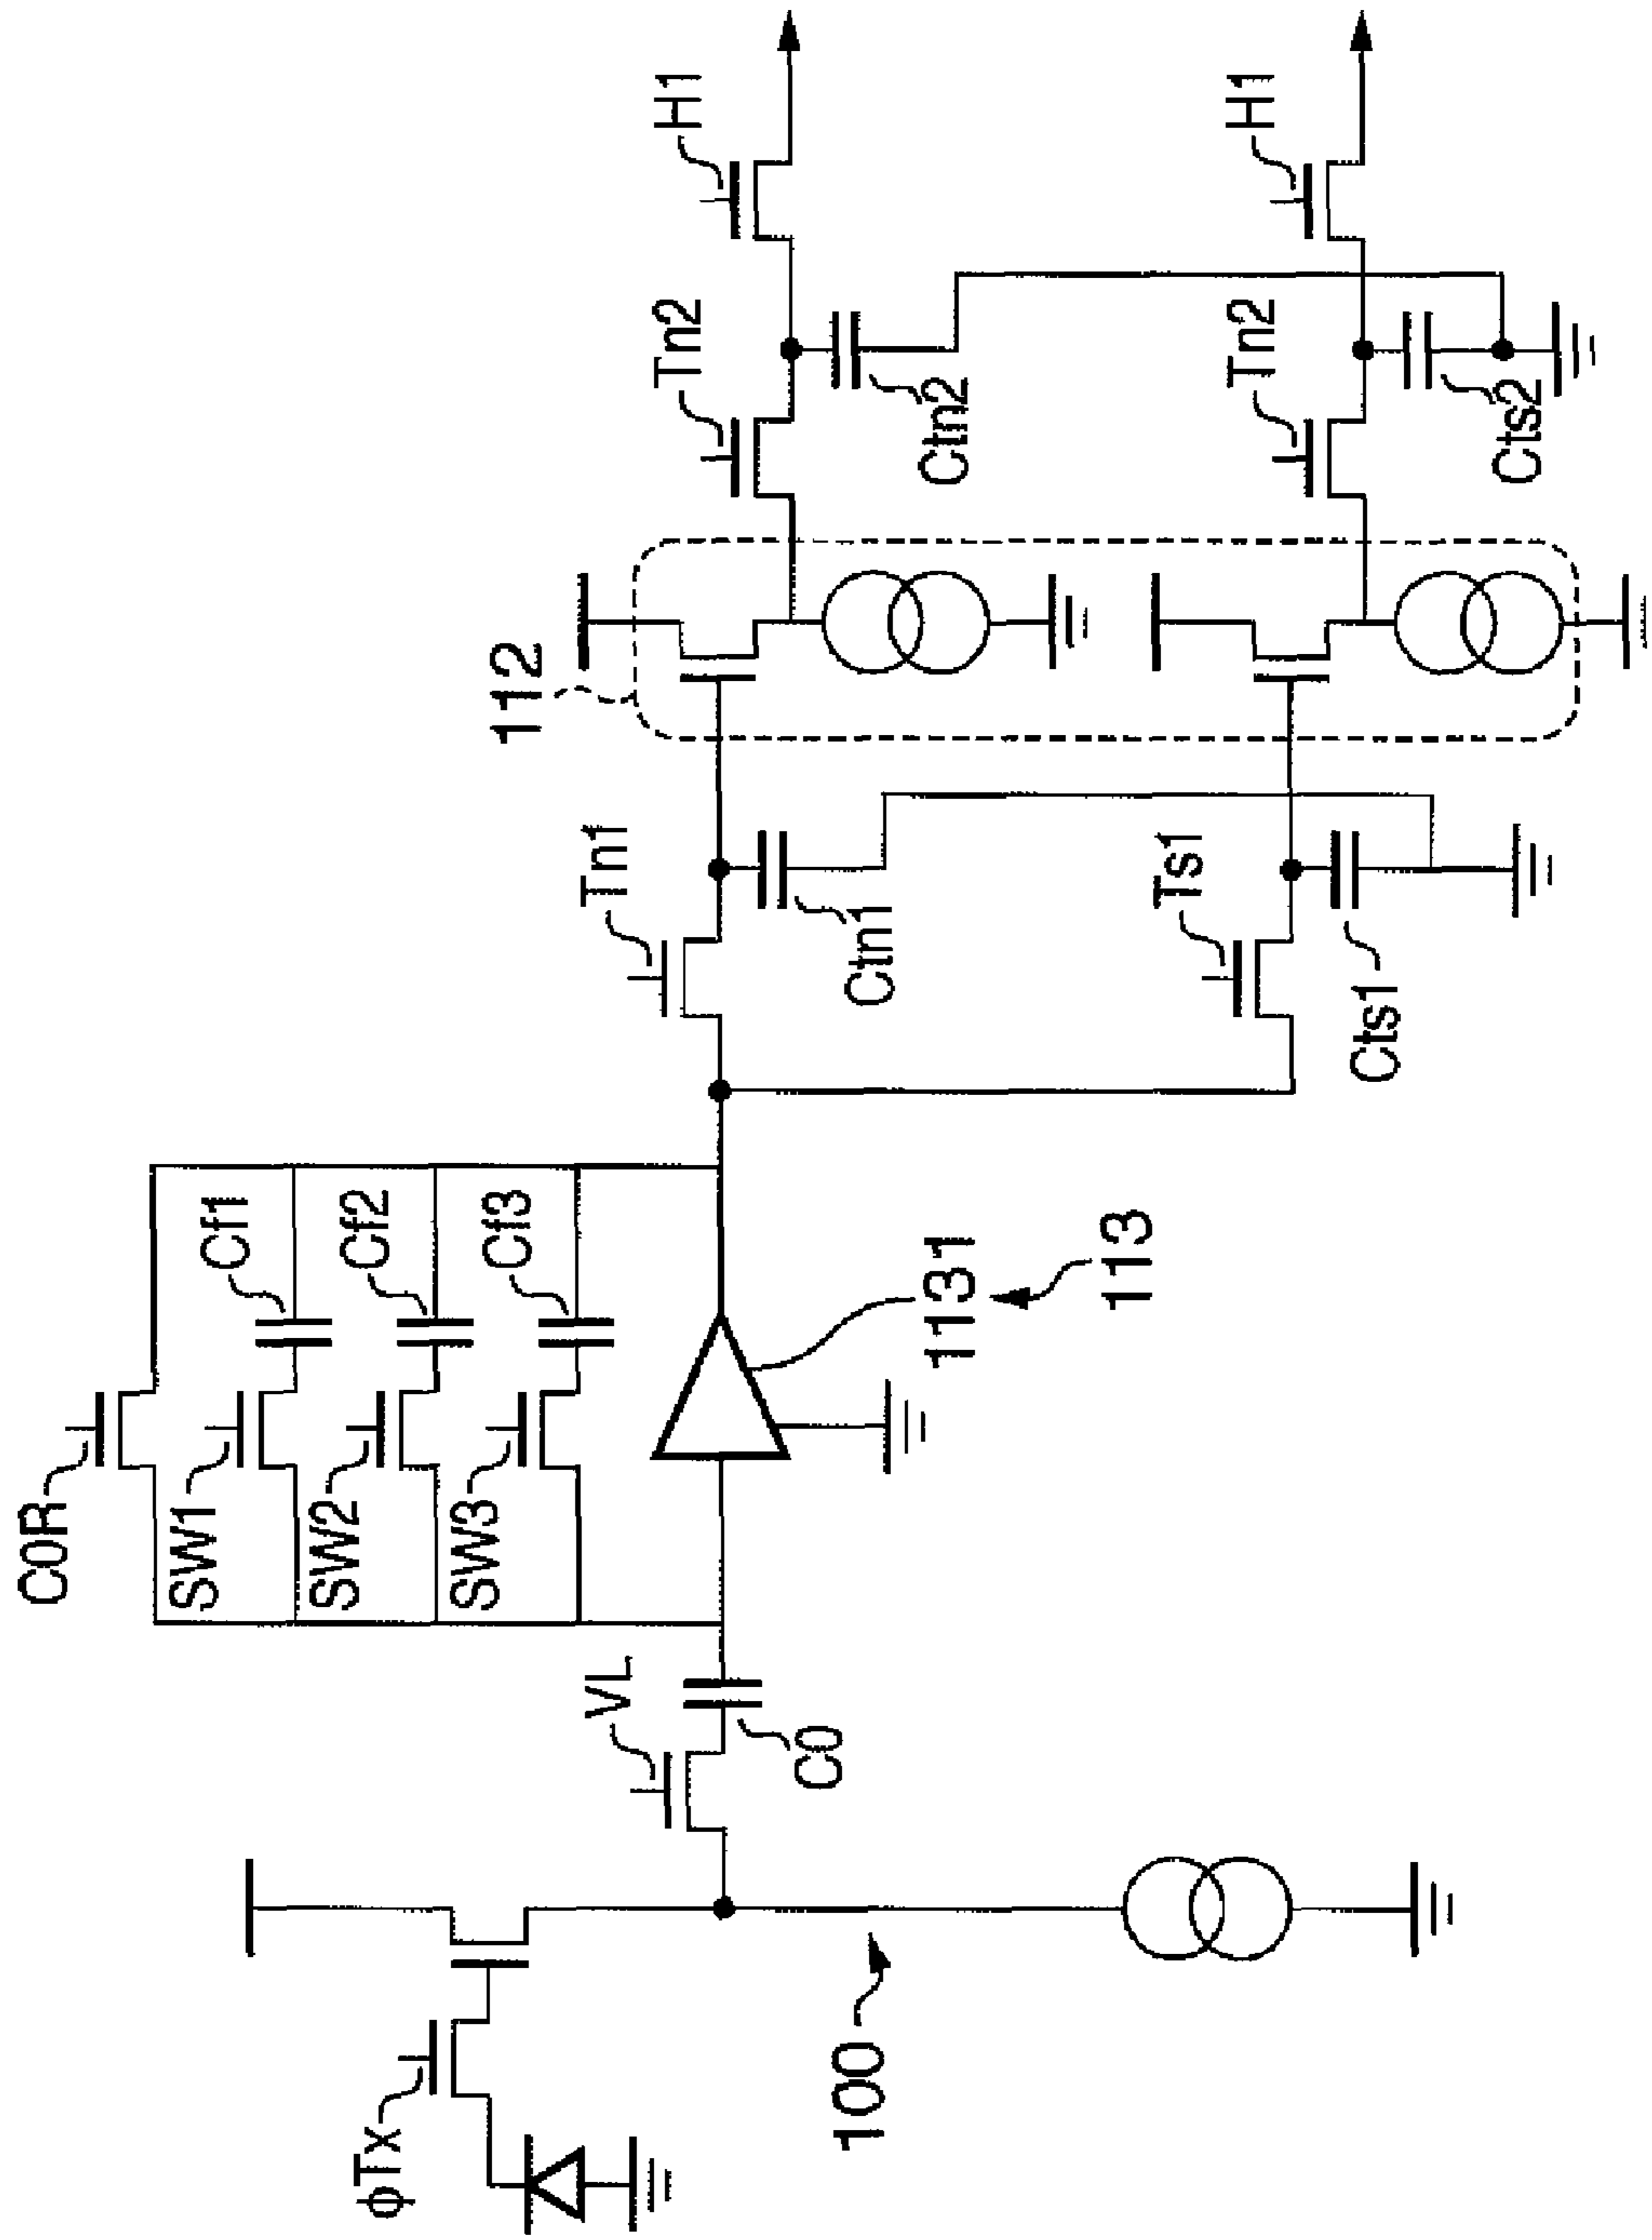 C0R
SW1
Cf1
SW2
Cf2
SW3
Cf3
φTx
VL
C0
100
1131
113
Tn1
Ctn1
Ts1
Cts1
112
Tn2
Ctn2
H1
Tn2
Cts2
H1